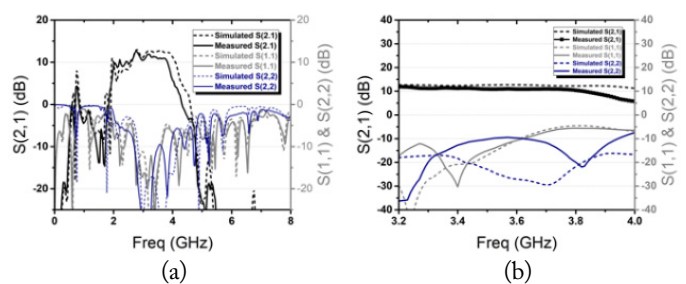 20
10
0
-10
-20
S(2,1) (dB)
Simulated S(2.1)
Measured S(2.1)
Simulated S(1.1)
Measured S(1.1)
Simulated S(2,2)
Measured S(2,2)
20
10
0
10
20
S(1,1) & S(2,2) (dB)
0 2 4 6 8
Freq (GHz)
(a)
40
30
20
10
0
-10
-20
-30
-40
S(2,1) (dB)
Simulated S(2,1)
Measured S(2,1)
Simulated S(1,1)
Measured S(1,1)
Simulated S(2,2)
Measured S(2,2)
40
30
20
10
0
-10
-20
-30
-40
S(1,1) & S(2,2) (dB)
3.2 3.4 3.6 3.8 4.0
Freq (GHz)
(b)